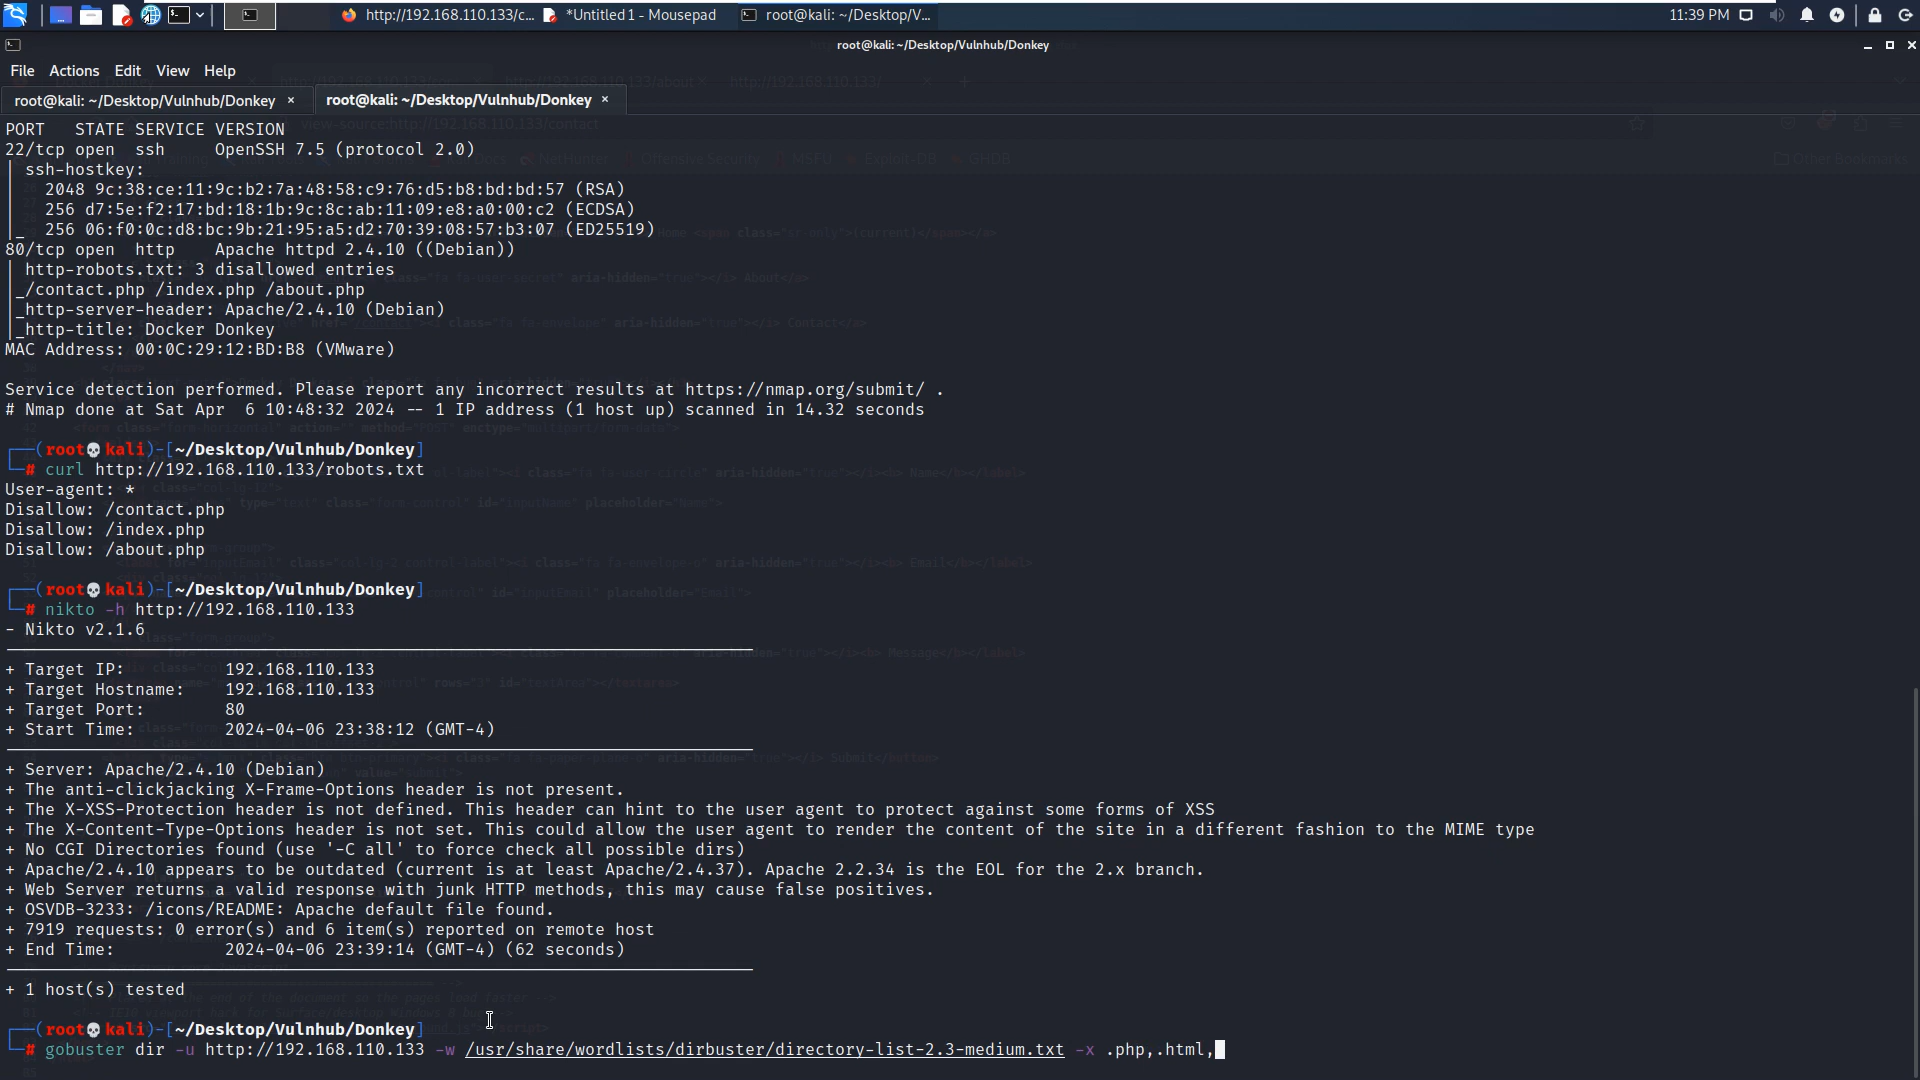 http://192.168.110.133/c... *Untitled 1 - Mousepad root@kali: ~/Desktop/V... 11:39 PM
root@kali: ~/Desktop/Vulnhub/Donkey
File Actions Edit View Help
root@kali: ~/Desktop/Vulnhub/Donkey × root@kali: ~/Desktop/Vulnhub/Donkey ×
PORT   STATE SERVICE VERSION
22/tcp open  ssh     OpenSSH 7.5 (protocol 2.0)
| ssh-hostkey:
|   2048 9c:38:ce:11:9c:b2:7a:48:58:c9:76:d5:b8:bd:bd:57 (RSA)
|   256 d7:5e:f2:17:bd:18:1b:9c:8c:ab:11:09:e8:a0:00:c2 (ECDSA)
|_  256 06:f0:0c:d8:bc:9b:21:95:a5:d2:70:39:08:57:b3:07 (ED25519)
80/tcp open  http    Apache httpd 2.4.10 ((Debian))
| http-robots.txt: 3 disallowed entries
|_/contact.php /index.php /about.php
|_http-server-header: Apache/2.4.10 (Debian)
|_http-title: Docker Donkey
MAC Address: 00:0C:29:12:BD:B8 (VMware)
Service detection performed. Please report any incorrect results at https://nmap.org/submit/ .
# Nmap done at Sat Apr  6 10:48:32 2024 -- 1 IP address (1 host up) scanned in 14.32 seconds
(root💀kali)-[~/Desktop/Vulnhub/Donkey]
# curl http://192.168.110.133/robots.txt
User-agent: *
Disallow: /contact.php
Disallow: /index.php
Disallow: /about.php
(root💀kali)-[~/Desktop/Vulnhub/Donkey]
# nikto -h http://192.168.110.133
- Nikto v2.1.6
+ Target IP:          192.168.110.133
+ Target Hostname:    192.168.110.133
+ Target Port:        80
+ Start Time:         2024-04-06 23:38:12 (GMT-4)
+ Server: Apache/2.4.10 (Debian)
+ The anti-clickjacking X-Frame-Options header is not present.
+ The X-XSS-Protection header is not defined. This header can hint to the user agent to protect against some forms of XSS
+ The X-Content-Type-Options header is not set. This could allow the user agent to render the content of the site in a different fashion to the MIME type
+ No CGI Directories found (use '-C all' to force check all possible dirs)
+ Apache/2.4.10 appears to be outdated (current is at least Apache/2.4.37). Apache 2.2.34 is the EOL for the 2.x branch.
+ Web Server returns a valid response with junk HTTP methods, this may cause false positives.
+ OSVDB-3233: /icons/README: Apache default file found.
+ 7919 requests: 0 error(s) and 6 item(s) reported on remote host
+ End Time:           2024-04-06 23:39:14 (GMT-4) (62 seconds)
+ 1 host(s) tested
(root💀kali)-[~/Desktop/Vulnhub/Donkey]
# gobuster dir -u http://192.168.110.133 -w /usr/share/wordlists/dirbuster/directory-list-2.3-medium.txt -x .php,.html,